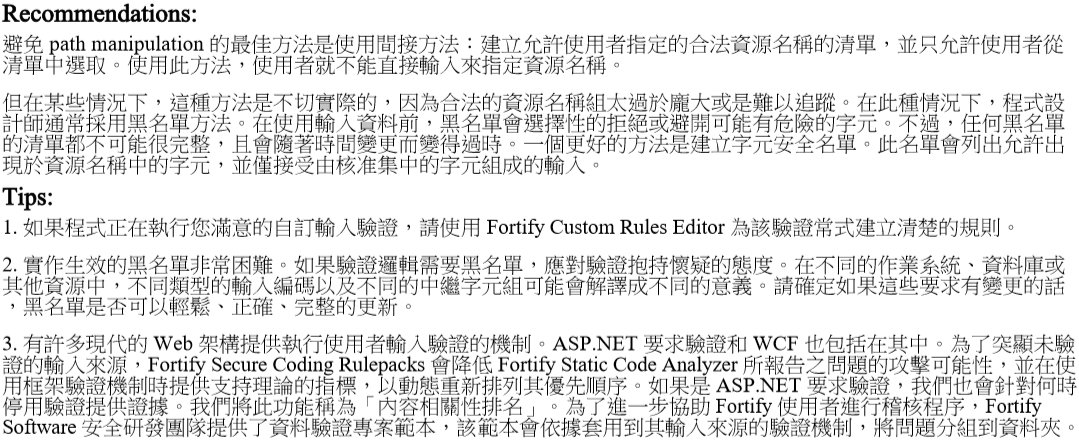 Recommendations:
避免 path manipulation 的最佳方法是使用間接方法：建立允許使用者指定的合法資源名稱的清單，並只允許使用者從
清單中選取。使用此方法，使用者就不能直接輸入來指定資源名稱。
但在某些情況下，這種方法是不切實際的，因為合法的資源名稱組太過於龐大或是難以追蹤。在此種情況下，程式設
計師通常採用黑名單方法。在使用輸入資料前，黑名單會選擇性的拒絕或避開可能有危險的字元。不過，任何黑名單
的清單都不可能很完整，且會隨著時間變更而變得過時。一個更好的方法是建立字元安全名單。此名單會列出允許出
現於資源名稱中的字元，並僅接受由核准集中的字元組成的輸入。
Tips:
1. 如果程式正在執行您滿意的自訂輸入驗證，請使用 Fortify Custom Rules Editor 為該驗證常式建立清楚的規則。
2. 實作生效的黑名單非常困難。如果驗證邏輯需要黑名單，應對驗證抱持懷疑的態度。在不同的作業系統、資料庫或
其他資源中，不同類型的輸入編碼以及不同的中繼字元組可能會解譯成不同的意義。請確定如果這些要求有變更的話
，黑名單是否可以輕鬆、正確、完整的更新。
3. 有許多現代的 Web 架構提供執行使用者輸入驗證的機制。ASP.NET 要求驗證和 WCF 也包括在其中。為了突顯未驗
證的輸入來源，Fortify Secure Coding Rulepacks 會降低 Fortify Static Code Analyzer 所報告之問題的攻擊可能性，並在使
用框架驗證機制時提供支持理論的指標，以動態重新排列其優先順序。如果是 ASP.NET 要求驗證，我們也會針對何時
停用驗證提供證據。我們將此功能稱為「內容相關性排名」。為了進一步協助 Fortify 使用者進行稽核程序，Fortify
Software 安全研發團隊提供了資料驗證專案範本，該範本會依據套用到其輸入來源的驗證機制，將問題分組到資料夾。